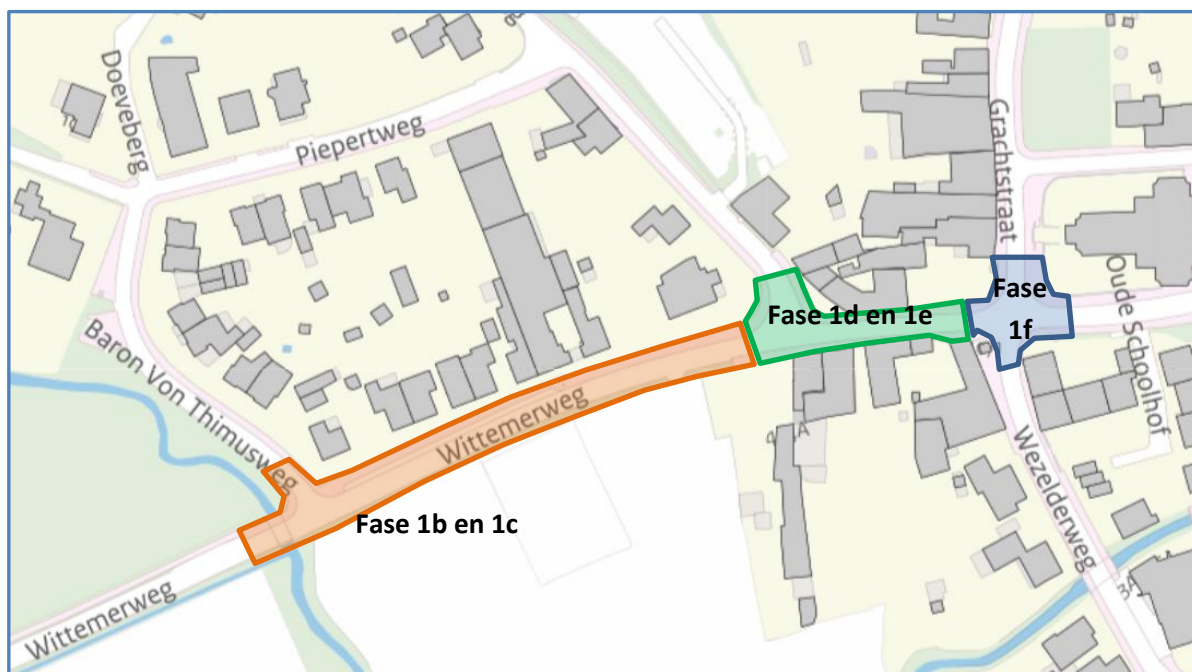 Doeveberg
Piepertweg
Grachtstraat
Fase
1f
Fase 1d en 1e
Oude Schoolhof
Baron Von Thimusweg
Wittemerweg
Fase 1b en 1c
Wezelderweg
Wittemerweg